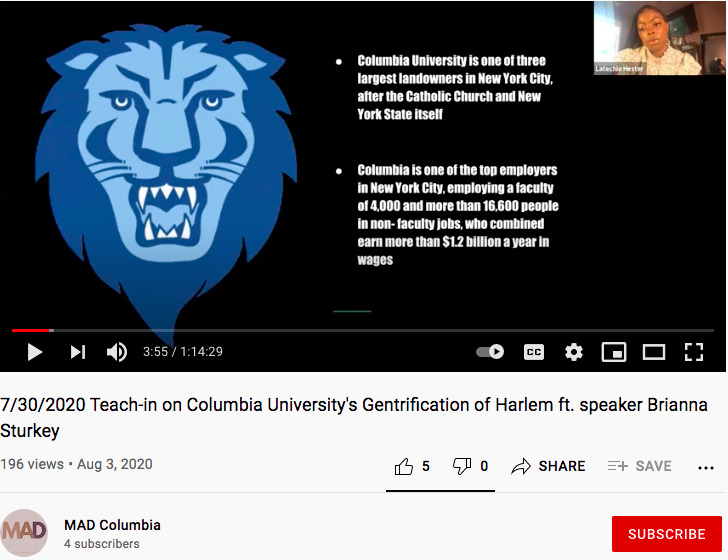 Columbia University is one of three
largest landowners in New York City,
after the Catholic Church and New
York State itself
Columbia is one of the top employers
in New York City, employing a faculty
of 4,000 and more than 16,600 people
in non- faculty jobs, who combined
earn more than $1.2 billion a year in
wages
Latechia Hester
3:55 / 1:14:29
CC
7/30/2020 Teach-in on Columbia University's Gentrification of Harlem ft. speaker Brianna
Sturkey
196 views • Aug 3, 2020
5
0
SHARE
SAVE
MAD
MAD Columbia
4 subscribers
SUBSCRIBE